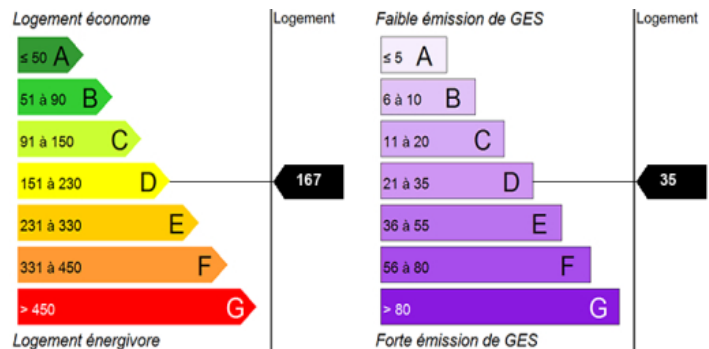 Logement économe
Logement
≤ 50 A
51 à 90 B
91 à 150 C
151 à 230 D
167
231 à 330 E
331 à 450 F
> 450 G
Logement énergivore
Faible émission de GES
Logement
≤ 5 A
6 à 10 B
11 à 20 C
21 à 35 D
35
36 à 55 E
56 à 80 F
> 80 G
Forte émission de GES